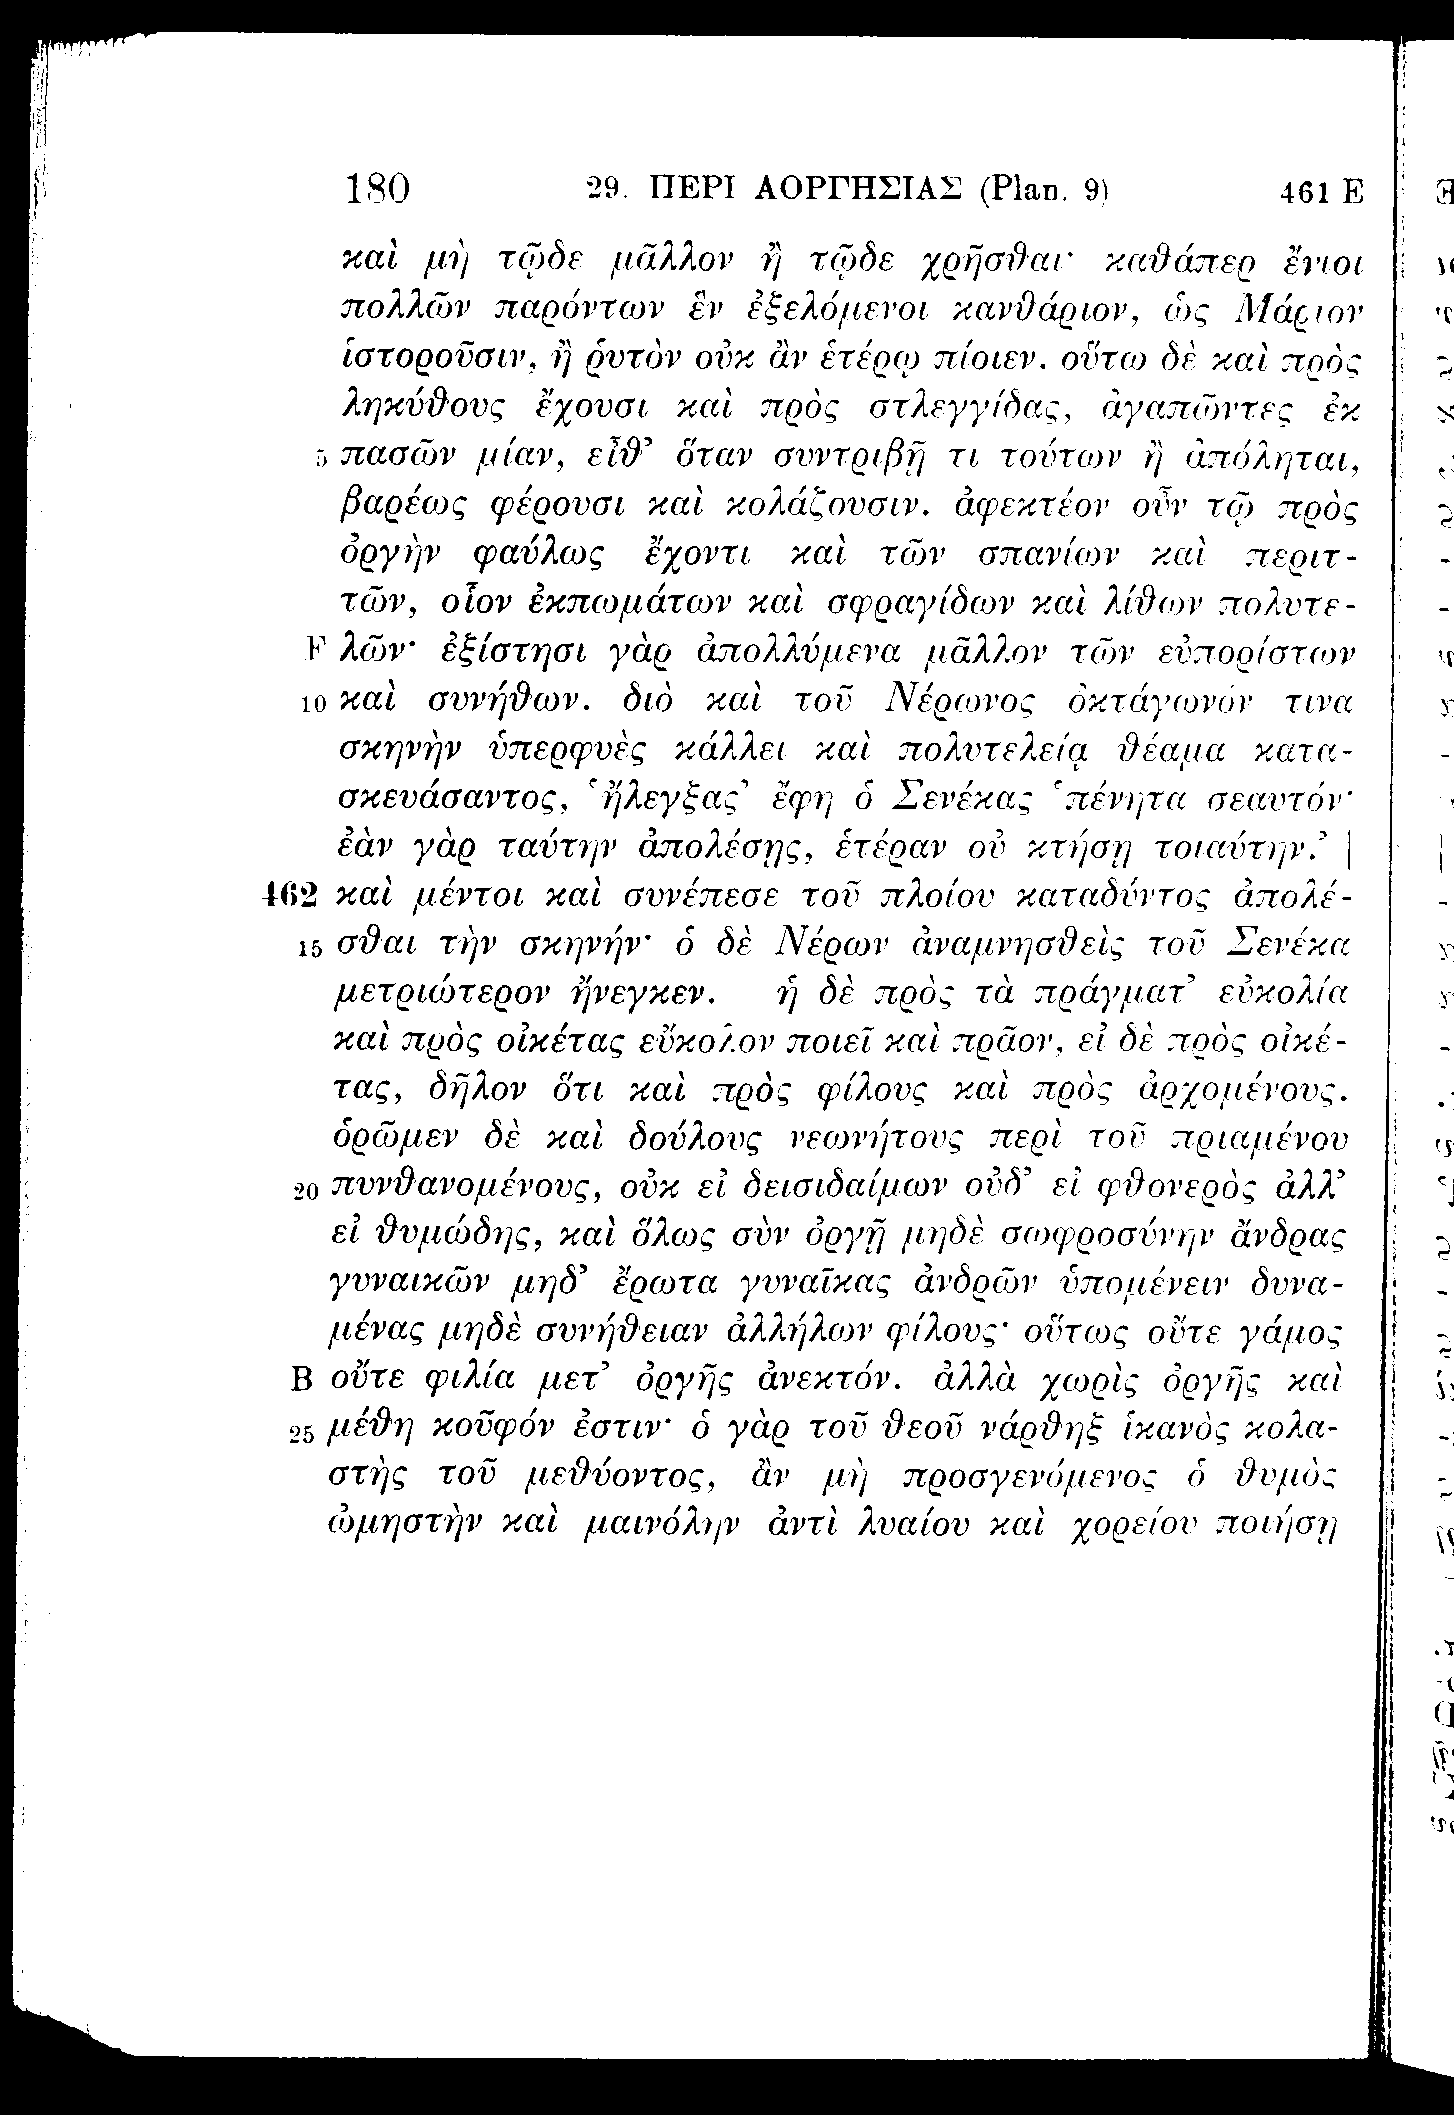 180 29. ΠΕΡΙ ΑΟΡΓΗΣΙΑΣ (Plan. 9) 461 E
καὶ μὴ τῷδε μᾶλλον ἢ τῷδε χρῆσθαι· καθάπερ ἔνιοι
πολλῶν παρόντων ἓν ἐξελόμενοι κανθάριον, ὡς Μάριον
ἱστοροῦσιν, ἢ ῥυτὸν οὐκ ἂν ἑτέρῳ πίοιεν. οὕτω δὲ καὶ πρὸς
ληκύθους ἔχουσι καὶ πρὸς στλεγγίδας, ἀγαπῶντες ἐκ
5 πασῶν μίαν, εἶθ’ ὅταν συντριβῇ τι τούτων ἢ ἀπόληται,
βαρέως φέρουσι καὶ κολάζουσιν. ἀφεκτέον οὖν τῷ πρὸς
ὀργὴν φαύλως ἔχοντι καὶ τῶν σπανίων καὶ περιτ-
τῶν, οἷον ἐκπωμάτων καὶ σφραγίδων καὶ λίθων πολυτε-
F λῶν· ἐξίστησι γὰρ ἀπολλύμενα μᾶλλον τῶν εὐπορίστων
10 καὶ συνήθων. διὸ καὶ τοῦ Νέρωνος ὀκτάγωνόν τινα
σκηνὴν ὑπερφυὲς κάλλει καὶ πολυτελείᾳ θέαμα κατα-
σκευάσαντος, ‘ἤλεγξας’ ἔφη ὁ Σενέκας ‘πένητα σεαυτόν·
ἐὰν γὰρ ταύτην ἀπολέσῃς, ἑτέραν οὐ κτήσῃ τοιαύτην.’ |
462 καὶ μέντοι καὶ συνέπεσε τοῦ πλοίου καταδύντος ἀπολέ-
15 σθαι τὴν σκηνήν· ὁ δὲ Νέρων ἀναμνησθεὶς τοῦ Σενέκα
μετριώτερον ἤνεγκεν. ἡ δὲ πρὸς τὰ πράγματ’ εὐκολία
καὶ πρὸς οἰκέτας εὔκολον ποιεῖ καὶ πρᾶον, εἰ δὲ πρὸς οἰκέ-
τας, δῆλον ὅτι καὶ πρὸς φίλους καὶ πρὸς ἀρχομένους.
ὁρῶμεν δὲ καὶ δούλους νεωνήτους περὶ τοῦ πριαμένου
20 πυνθανομένους, οὐκ εἰ δεισιδαίμων οὐδ’ εἰ φθονερὸς ἀλλ’
εἰ θυμώδης, καὶ ὅλως σὺν ὀργῇ μηδὲ σωφροσύνην ἄνδρας
γυναικῶν μηδ’ ἔρωτα γυναῖκας ἀνδρῶν ὑπομένειν δυνα-
μένας μηδὲ συνήθειαν ἀλλήλων φίλους· οὕτως οὔτε γάμος
B οὔτε φιλία μετ’ ὀργῆς ἀνεκτόν. ἀλλὰ χωρὶς ὀργῆς καὶ
25 μέθη κοῦφόν ἐστιν· ὁ γὰρ τοῦ θεοῦ νάρθηξ ἱκανὸς κολα-
στὴς τοῦ μεθύοντος, ἂν μὴ προσγενόμενος ὁ θυμὸς
ὠμηστὴν καὶ μαινόλην ἀντὶ λυαίου καὶ χορείου ποιήσῃ